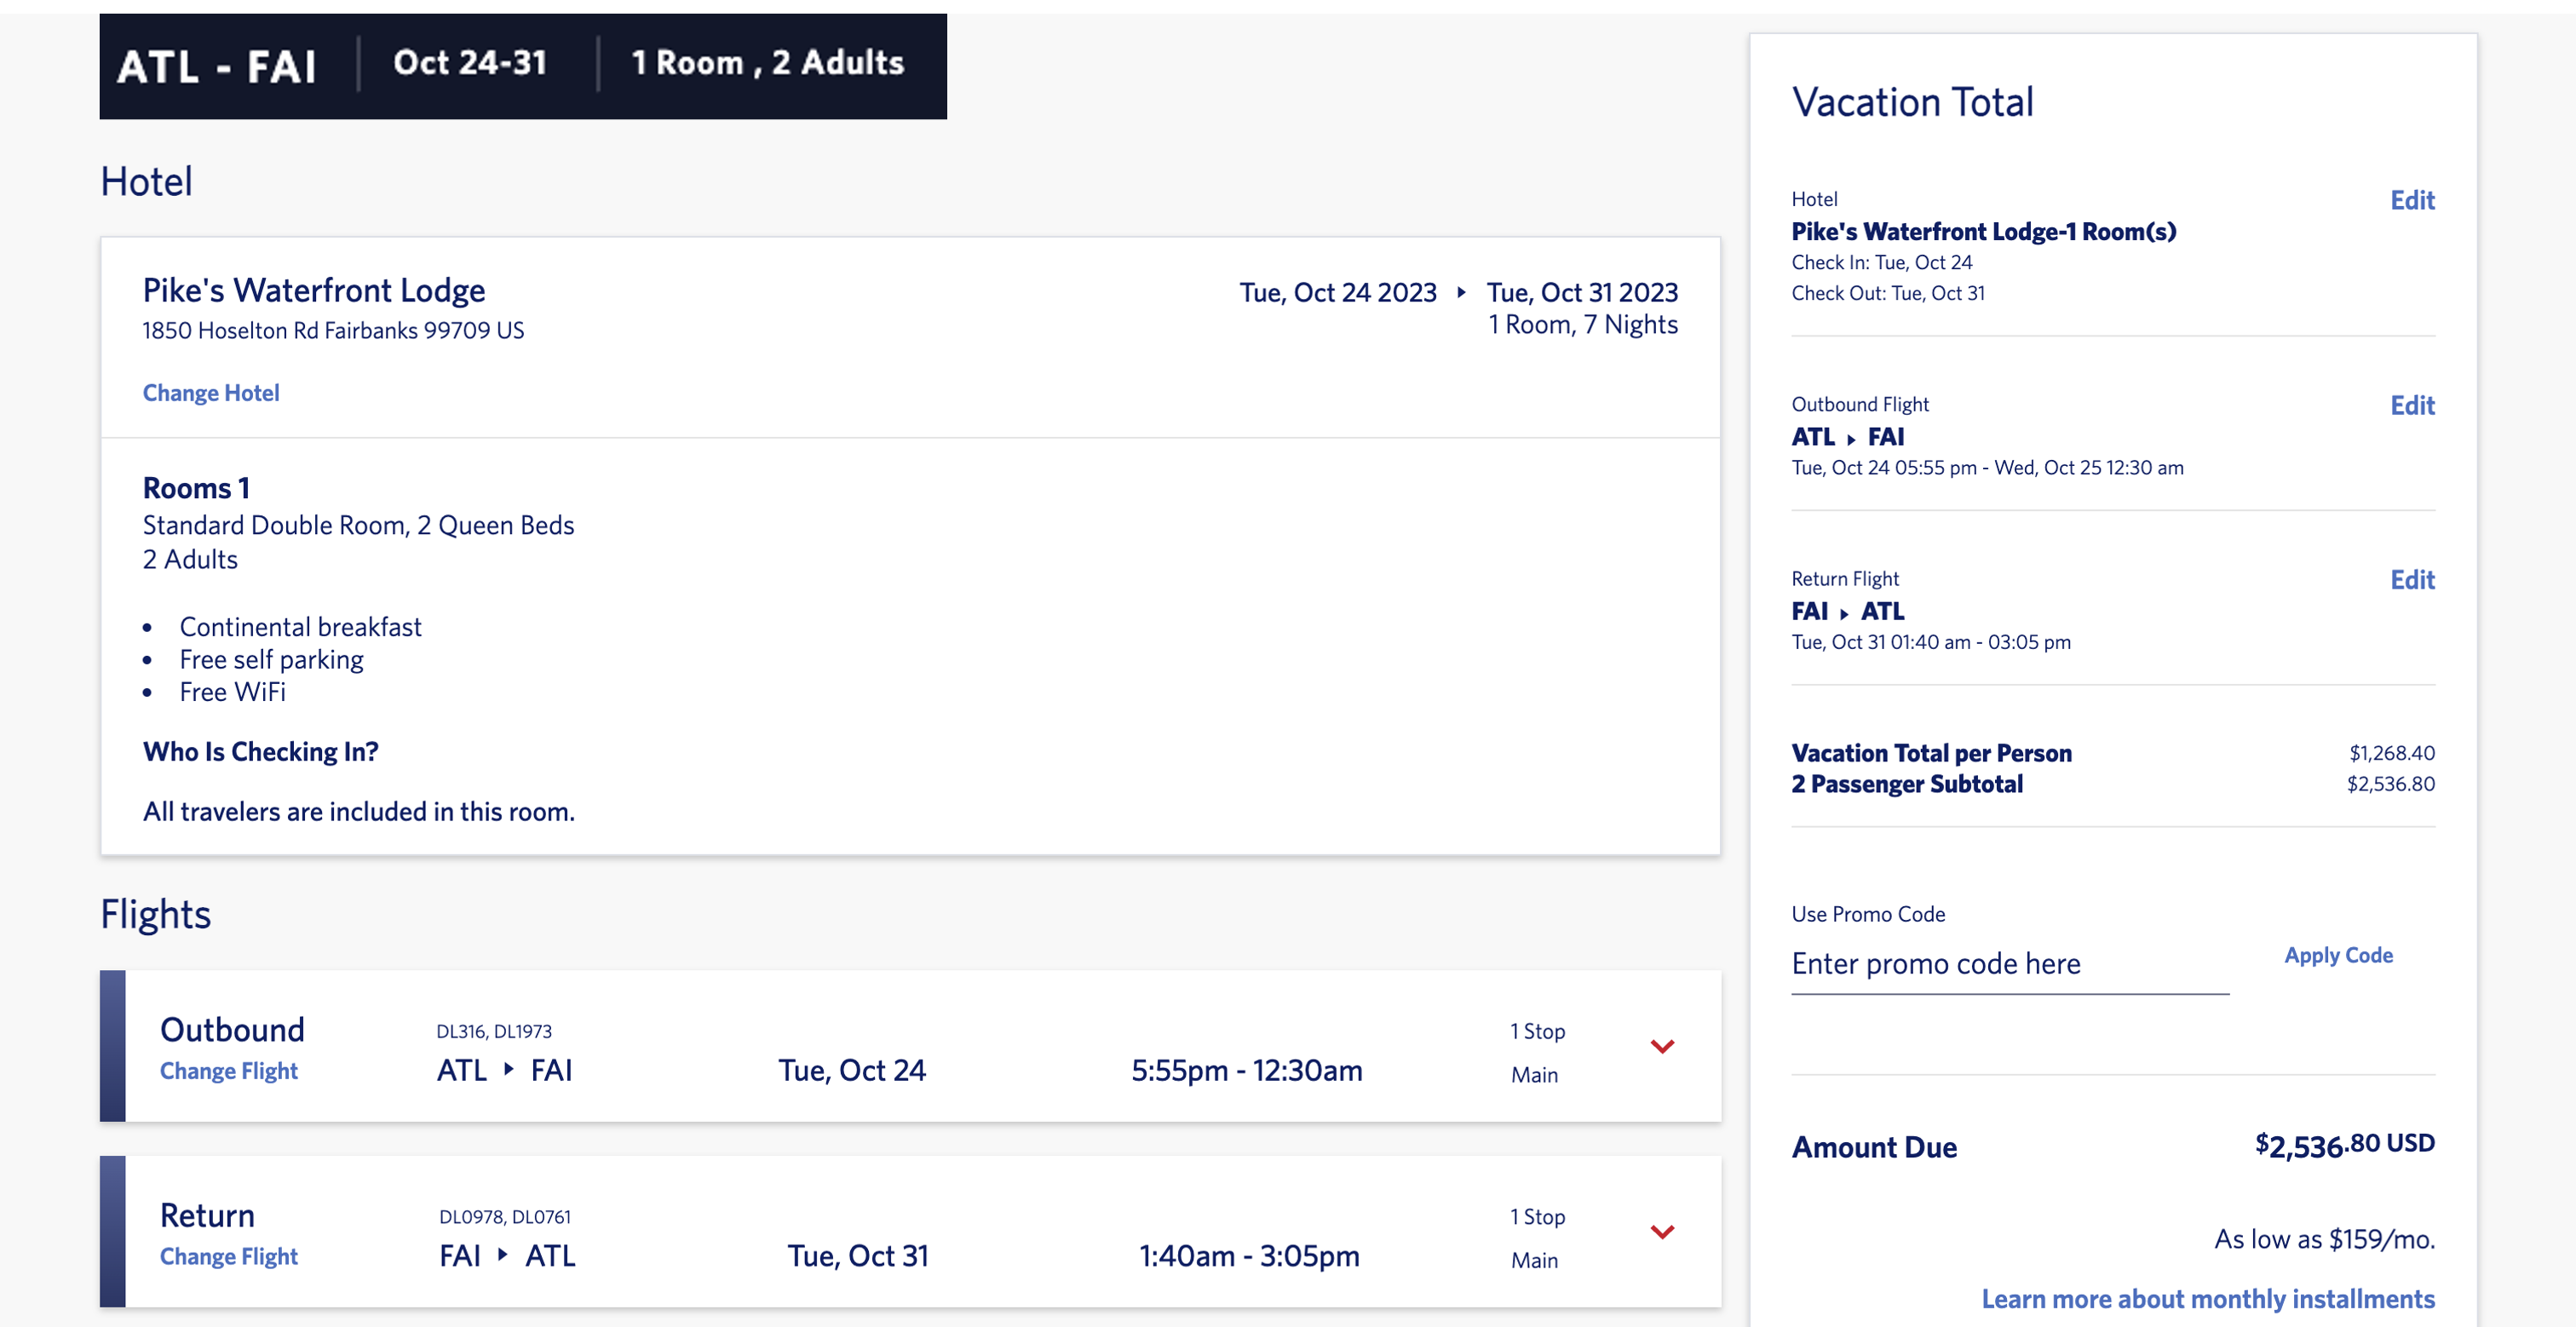 ATL - FAI | Oct 24-31 | 1 Room , 2 Adults
Hotel
Pike's Waterfront Lodge
1850 Hoselton Rd Fairbanks 99709 US
Tue, Oct 24 2023 ▸ Tue, Oct 31 2023
1 Room, 7 Nights
Change Hotel
Rooms 1
Standard Double Room, 2 Queen Beds
2 Adults
• Continental breakfast
• Free self parking
• Free WiFi
Who Is Checking In?
All travelers are included in this room.
Flights
Outbound
Change Flight
DL316, DL1973
ATL ▸ FAI
Tue, Oct 24
5:55pm - 12:30am
1 Stop
Main
Return
Change Flight
DL0978, DL0761
FAI ▸ ATL
Tue, Oct 31
1:40am - 3:05pm
1 Stop
Main
Vacation Total
Hotel
Edit
Pike's Waterfront Lodge-1 Room(s)
Check In: Tue, Oct 24
Check Out: Tue, Oct 31
Outbound Flight
Edit
ATL ▸ FAI
Tue, Oct 24 05:55 pm - Wed, Oct 25 12:30 am
Return Flight
Edit
FAI ▸ ATL
Tue, Oct 31 01:40 am - 03:05 pm
Vacation Total per Person $1,268.40
2 Passenger Subtotal $2,536.80
Use Promo Code
Enter promo code here
Apply Code
Amount Due $2,536.80 USD
As low as $159/mo.
Learn more about monthly installments